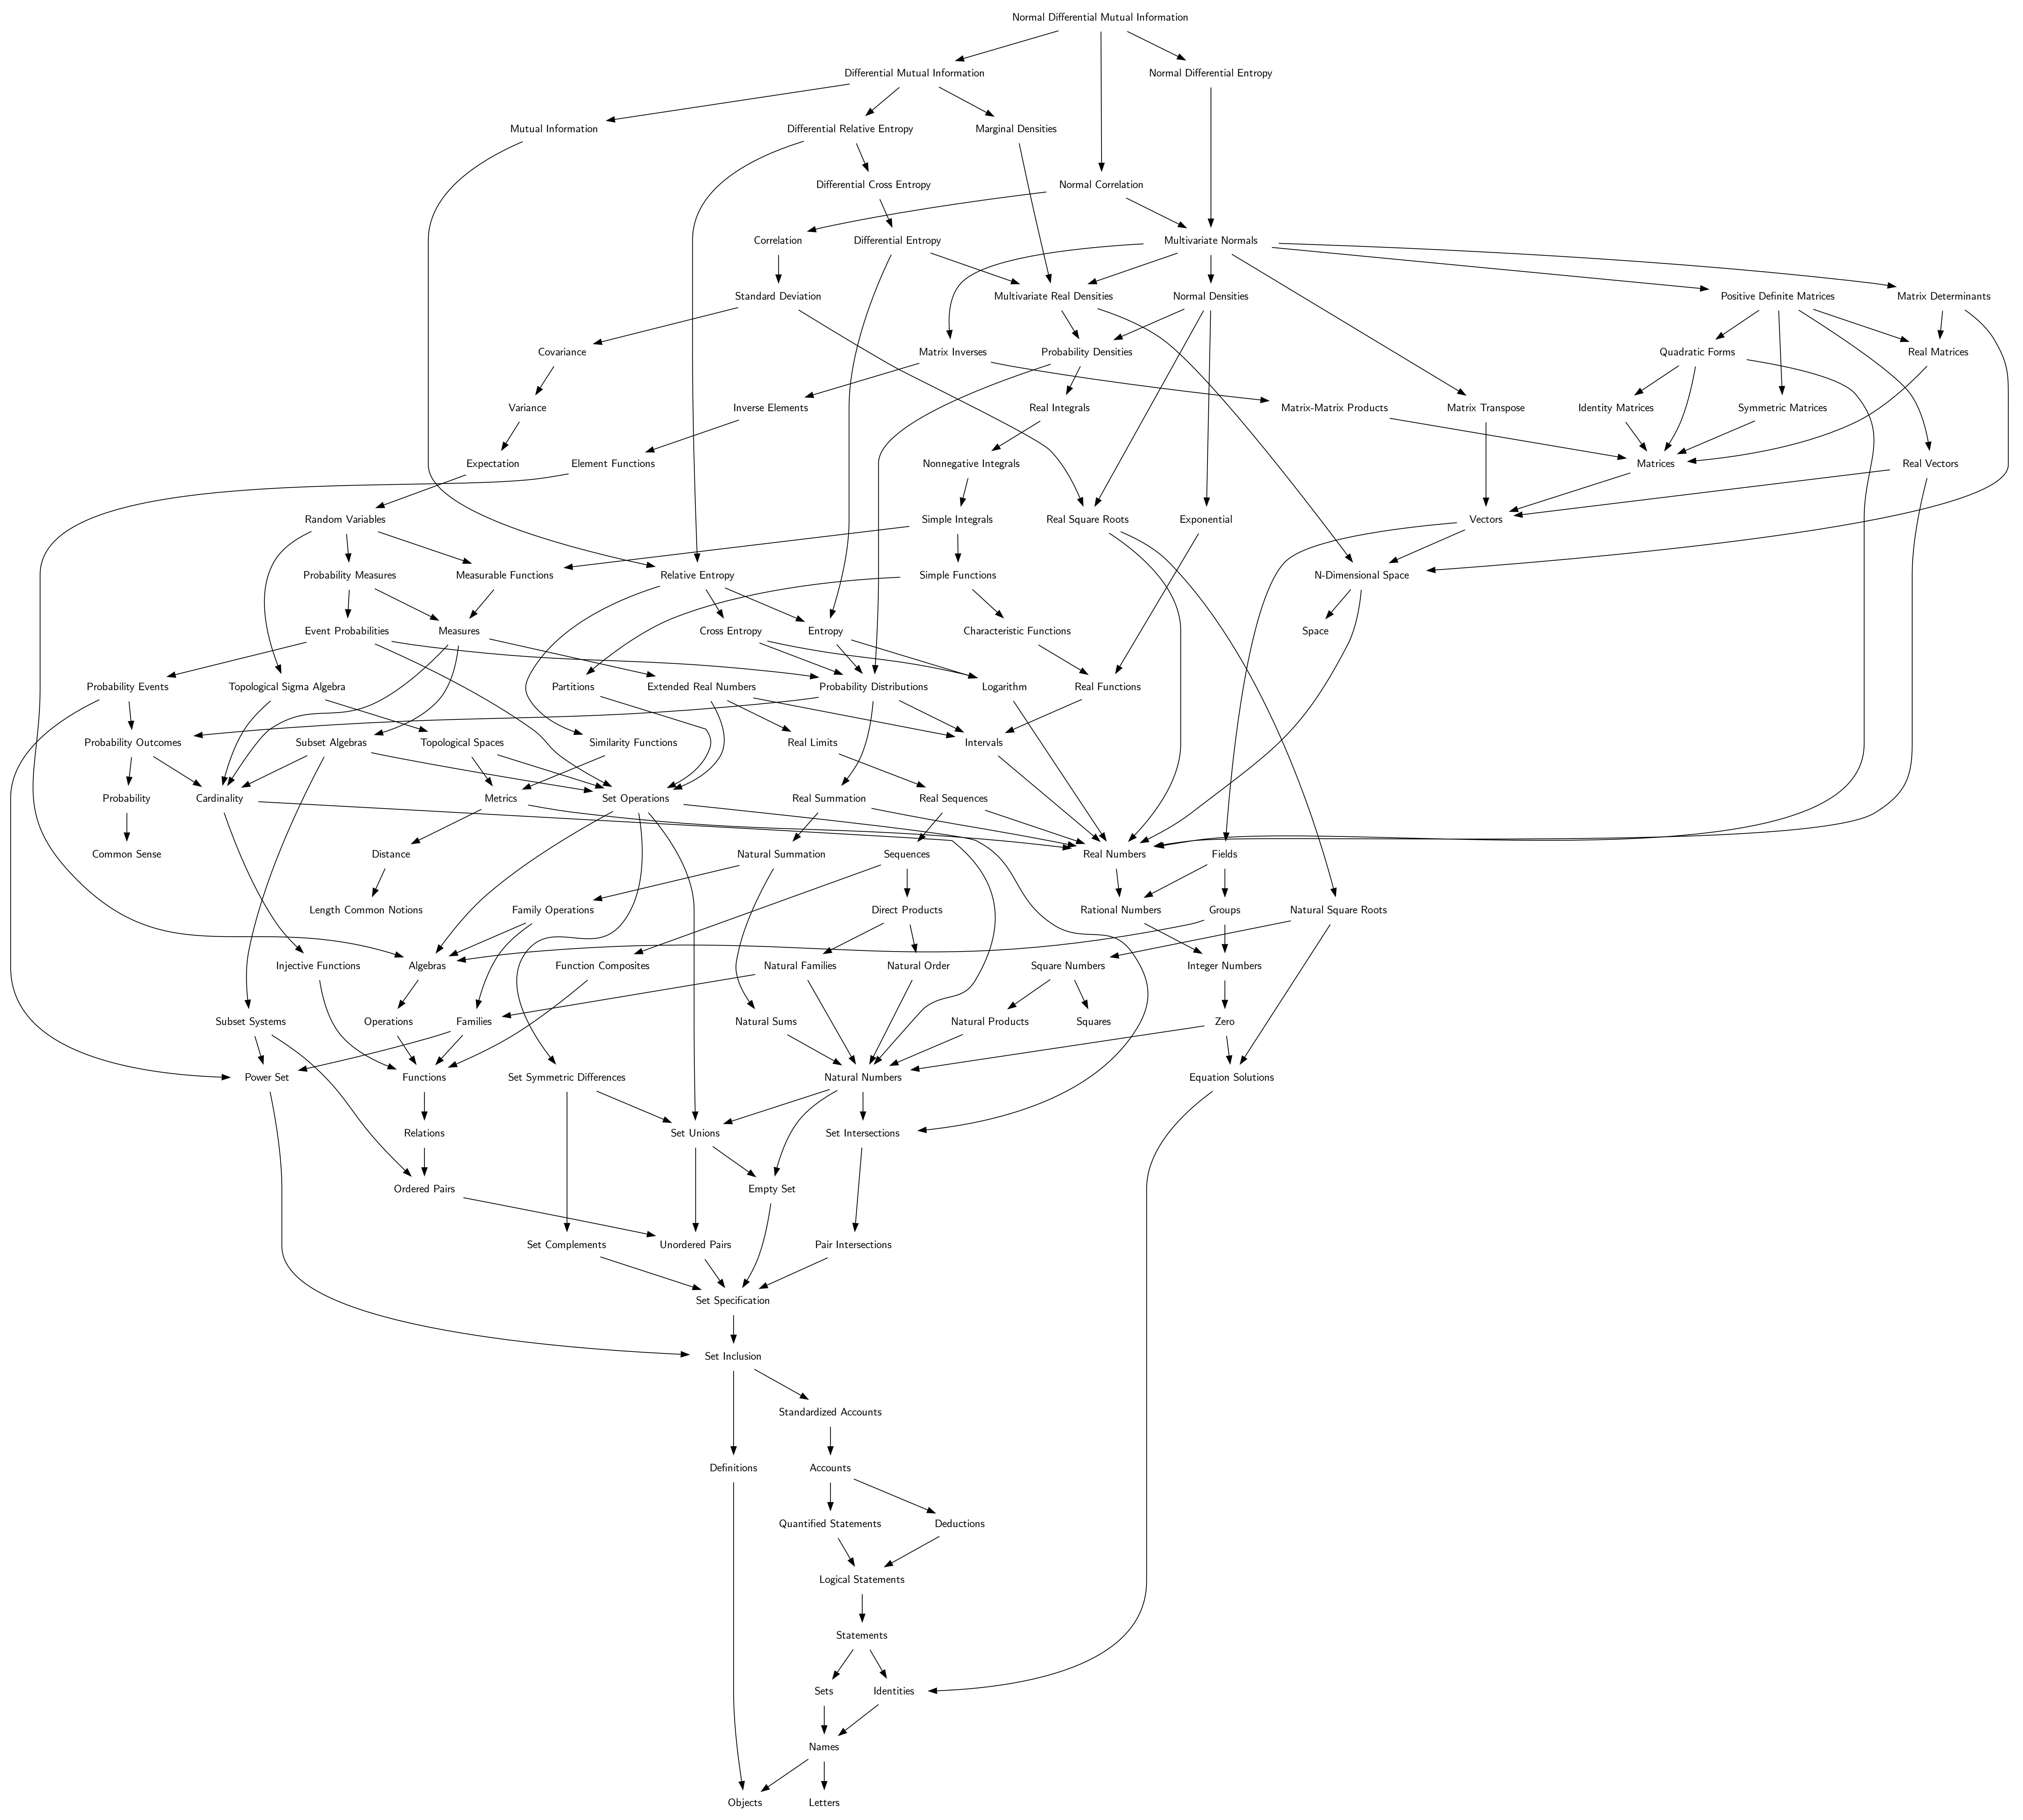 Normal Differential Mutual Information
Differential Mutual Information
Normal Differential Entropy
Mutual Information
Differential Relative Entropy
Marginal Densities
Differential Cross Entropy
Normal Correlation
Correlation
Differential Entropy
Multivariate Normals
Standard Deviation
Multivariate Real Densities
Normal Densities
Positive Definite Matrices
Matrix Determinants
Covariance
Matrix Inverses
Probability Densities
Quadratic Forms
Real Matrices
Variance
Inverse Elements
Real Integrals
Matrix-Matrix Products
Matrix Transpose
Identity Matrices
Symmetric Matrices
Expectation
Element Functions
Nonnegative Integrals
Matrices
Real Vectors
Random Variables
Simple Integrals
Real Square Roots
Exponential
Vectors
Probability Measures
Measurable Functions
Relative Entropy
Simple Functions
N-Dimensional Space
Event Probabilities
Measures
Cross Entropy
Entropy
Characteristic Functions
Space
Probability Events
Topological Sigma Algebra
Partitions
Extended Real Numbers
Probability Distributions
Logarithm
Real Functions
Probability Outcomes
Subset Algebras
Topological Spaces
Similarity Functions
Real Limits
Intervals
Probability
Cardinality
Metrics
Set Operations
Real Summation
Real Sequences
Common Sense
Distance
Natural Summation
Sequences
Real Numbers
Fields
Length Common Notions
Family Operations
Direct Products
Rational Numbers
Groups
Natural Square Roots
Injective Functions
Algebras
Function Composites
Natural Families
Natural Order
Square Numbers
Integer Numbers
Subset Systems
Operations
Families
Natural Sums
Natural Products
Squares
Zero
Power Set
Functions
Set Symmetric Differences
Natural Numbers
Equation Solutions
Relations
Set Unions
Set Intersections
Ordered Pairs
Empty Set
Set Complements
Unordered Pairs
Pair Intersections
Set Specification
Set Inclusion
Standardized Accounts
Definitions
Accounts
Quantified Statements
Deductions
Logical Statements
Statements
Sets
Identities
Names
Objects
Letters